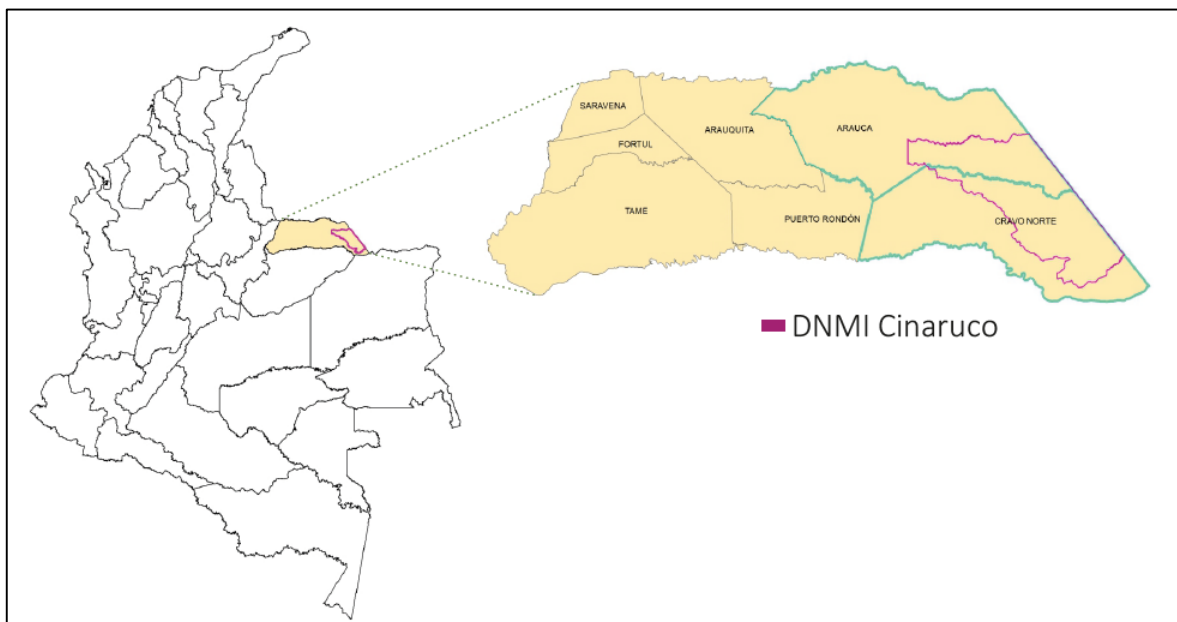 SARAVENA
ARAUQUITA
ARAUCA
FORTUL
TAME
PUERTO RONDÓN
CRAVO NORTE
DNMI Cinaruco